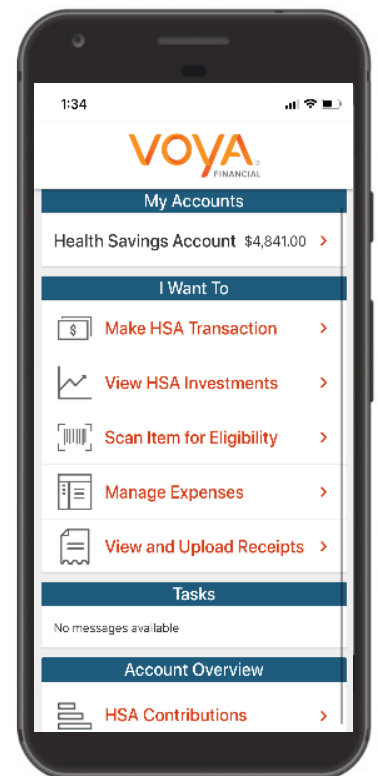 1:34
VOYA
FINANCIAL
My Accounts
Health Savings Account $4,841.00 >
I Want To
$ Make HSA Transaction >
View HSA Investments >
Scan Item for Eligibility >
Manage Expenses >
View and Upload Receipts >
Tasks
No messages available
Account Overview
HSA Contributions >